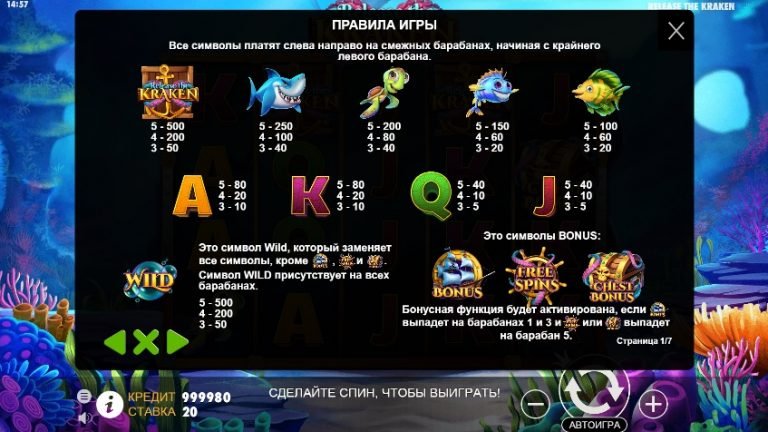 14:57
RELEASE THE KRAKEN
ПРАВИЛА ИГРЫ
Все символы платят слева направо на смежных барабанах, начиная с крайнего
левого барабана.
Release the
KRAKEN
5 - 500
4 - 200
3 - 50
5 - 250
4 - 100
3 - 40
5 - 200
4 - 80
3 - 40
5 - 150
4 - 60
3 - 20
5 - 100
4 - 60
3 - 20
A
5 - 80
4 - 20
3 - 10
K
5 - 80
4 - 20
3 - 10
Q
5 - 40
4 - 10
3 - 5
J
5 - 40
4 - 10
3 - 5
WILD
Это символ Wild, который заменяет
все символы, кроме , и .
Символ WILD присутствует на всех
барабанах.
5 - 500
4 - 200
3 - 50
Это символы BONUS:
BONUS
FREE
SPINS
CHEST
BONUS
Бонусная функция будет активирована, если
выпадет на барабанах 1 и 3 и или выпадет
на барабан 5.
Страница 1/7
КРЕДИТ 999980
СТАВКА 20
СДЕЛАЙТЕ СПИН, ЧТОБЫ ВЫИГРАТЬ!
АВТОИГРА